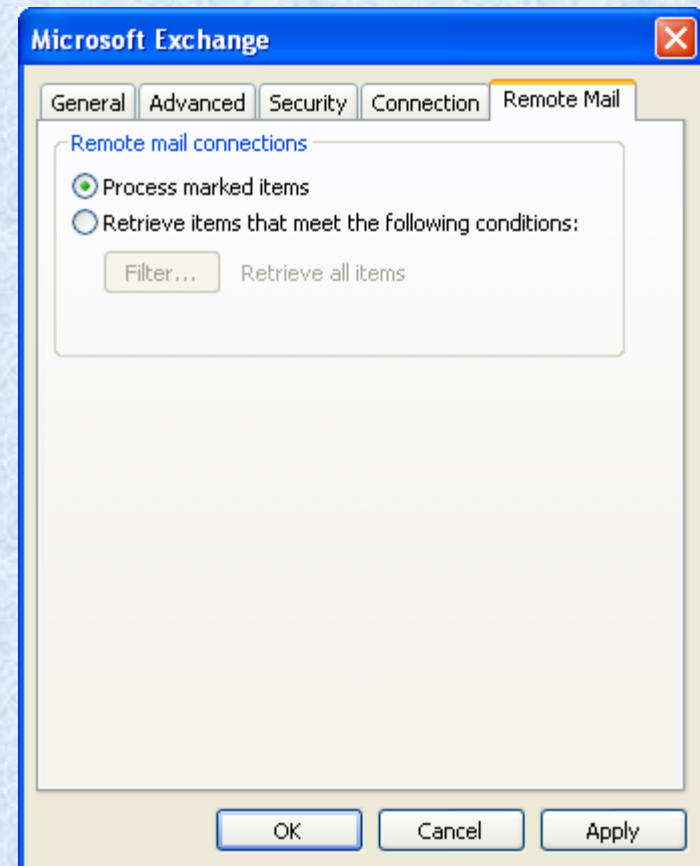 Microsoft Exchange
General Advanced Security Connection Remote Mail
Remote mail connections
Process marked items
Retrieve items that meet the following conditions:
Filter... Retrieve all items
OK Cancel Apply